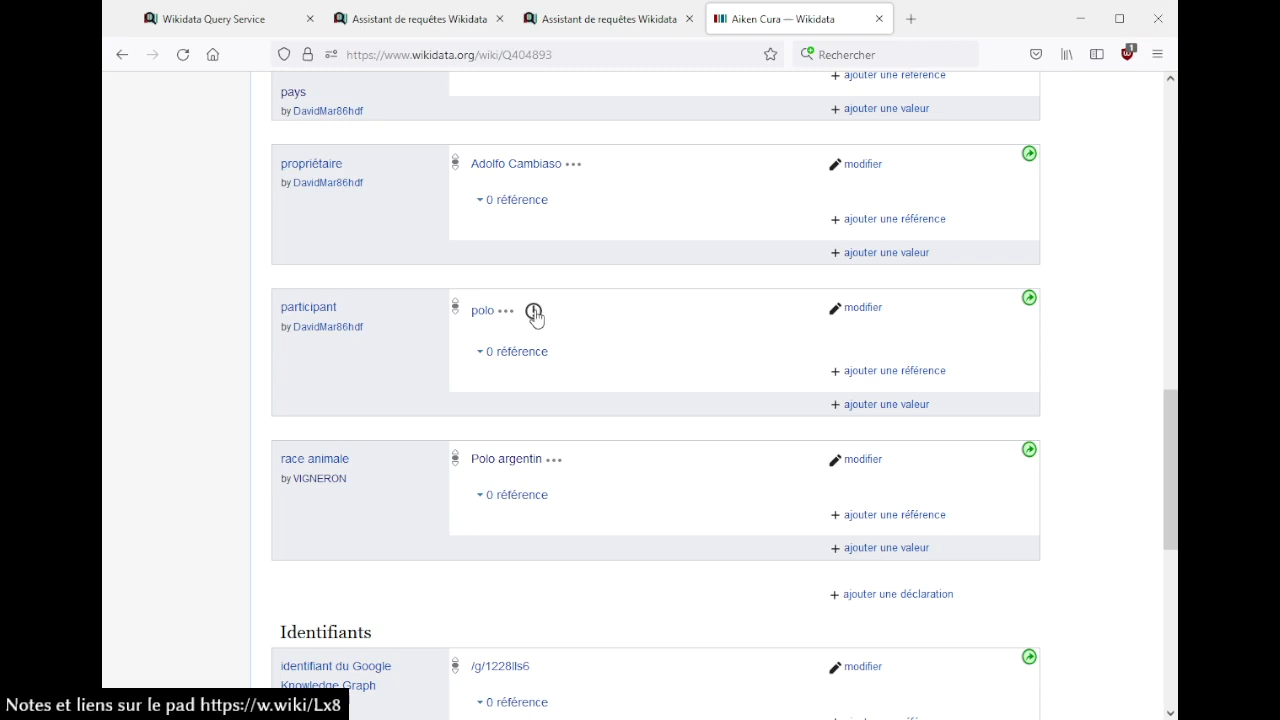 Wikidata Query Service
Assistant de requêtes Wikidata
Assistant de requêtes Wikidata
Aiken Cura — Wikidata
https://www.wikidata.org/wiki/Q404893
Rechercher
1
ajouter une référence
pays
by DavidMar86hdf
ajouter une valeur
propriétaire
by DavidMar86hdf
Adolfo Cambiaso
modifier
0 référence
ajouter une référence
ajouter une valeur
participant
by DavidMar86hdf
polo
modifier
0 référence
ajouter une référence
ajouter une valeur
race animale
by VIGNERON
Polo argentin
modifier
0 référence
ajouter une référence
ajouter une valeur
ajouter une déclaration
Identifiants
identifiant du Google
Knowledge Graph
/g/1228lls6
modifier
0 référence
Notes et liens sur le pad https://w.wiki/Lx8